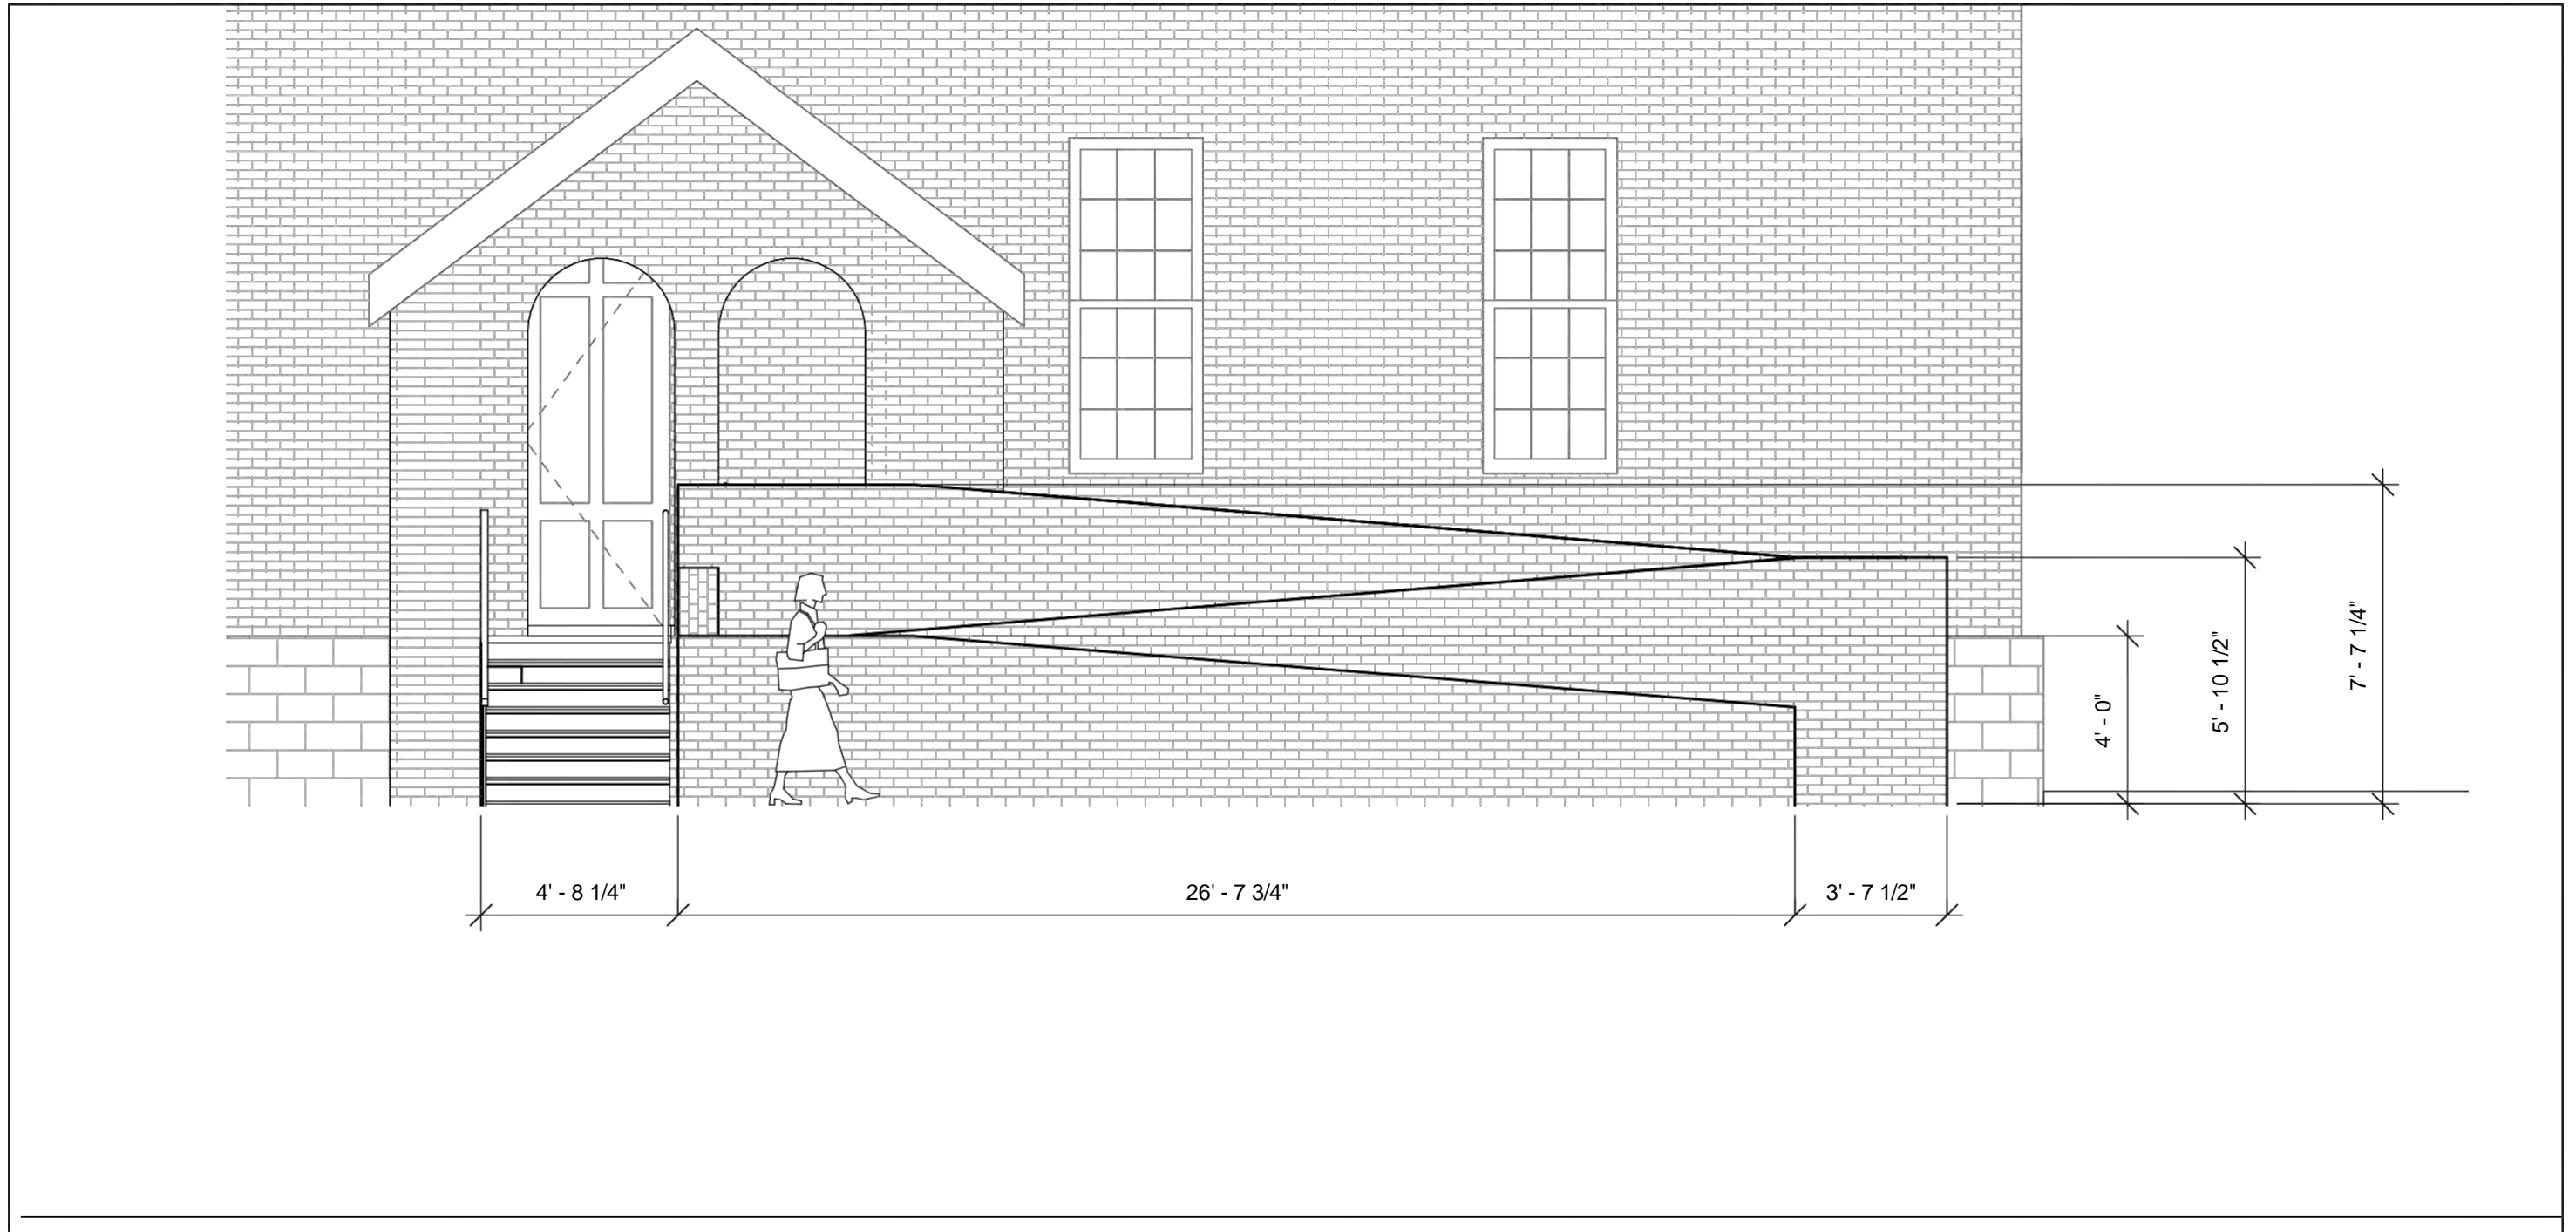 7' - 7 1/4"
5' - 10 1/2"
4' - 0"
4' - 8 1/4"
26' - 7 3/4"
3' - 7 1/2"